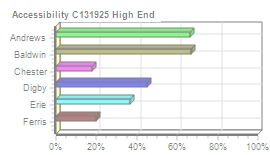 Accessibility C131925 High End
Andrews
Baldwin
Chester
Digby
Erie
Ferris
0% 20% 40% 60% 80% 100%